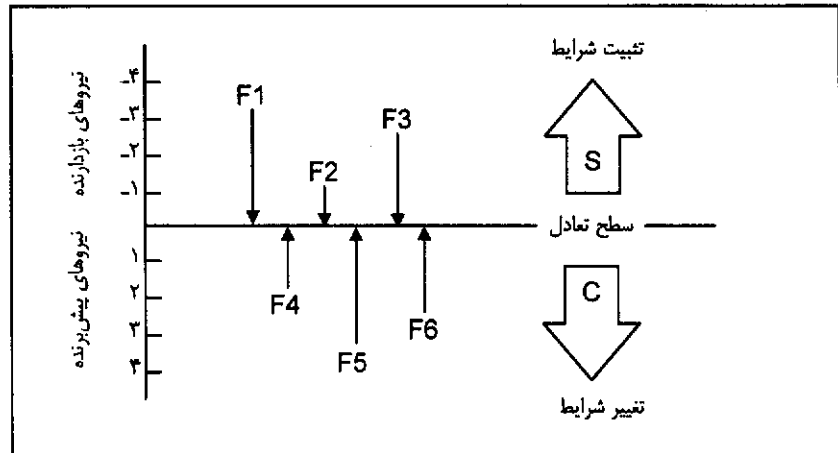 تثبیت شرایط
نیروهای بازدارنده
-۴
-۳
-۲
-۱
F1
F2
F3
S
سطح تعادل
نیروهای پیش‌برنده
۱
۲
۳
۴
F4
F5
F6
C
تغییر شرایط